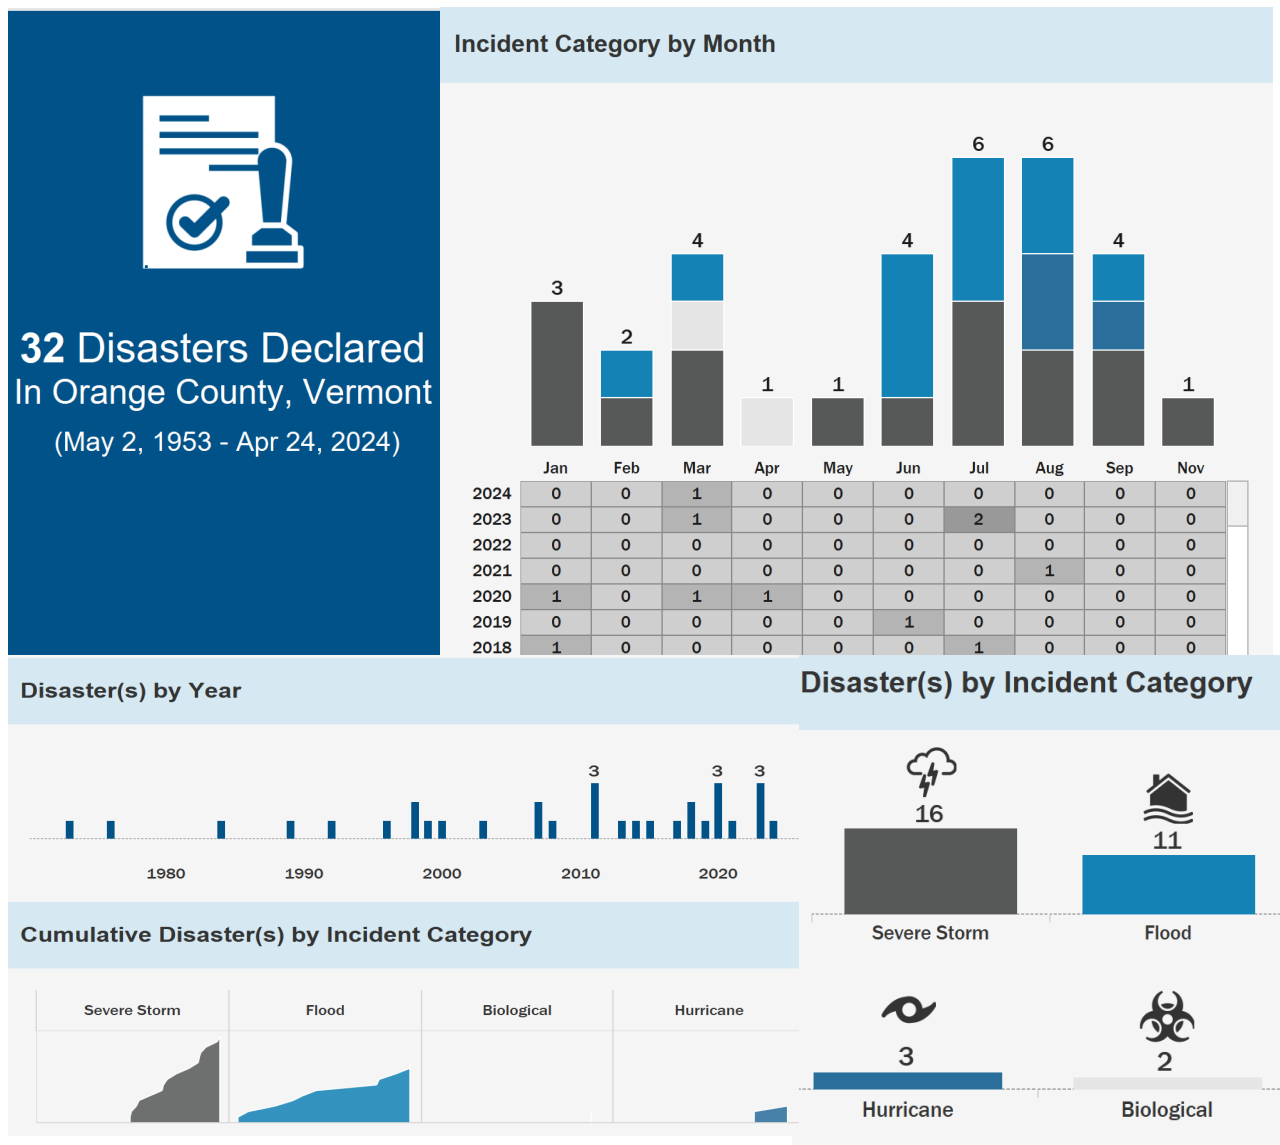 32 Disasters Declared
In Orange County, Vermont
(May 2, 1953 - Apr 24, 2024)
Incident Category by Month
3 2 4 1 1 4 6 6 4 1
Jan Feb Mar Apr May Jun Jul Aug Sep Nov
2024 0 0 1 0 0 0 0 0 0 0
2023 0 0 1 0 0 0 2 0 0 0
2022 0 0 0 0 0 0 0 0 0 0
2021 0 0 0 0 0 0 0 1 0 0
2020 1 0 1 1 0 0 0 0 0 0
2019 0 0 0 0 0 1 0 0 0 0
2018 1 0 0 0 0 0 1 0 0 0
Disaster(s) by Year
3 3 3
1980 1990 2000 2010 2020
Cumulative Disaster(s) by Incident Category
Severe Storm Flood Biological Hurricane
Disaster(s) by Incident Category
16 11
Severe Storm Flood
3 2
Hurricane Biological